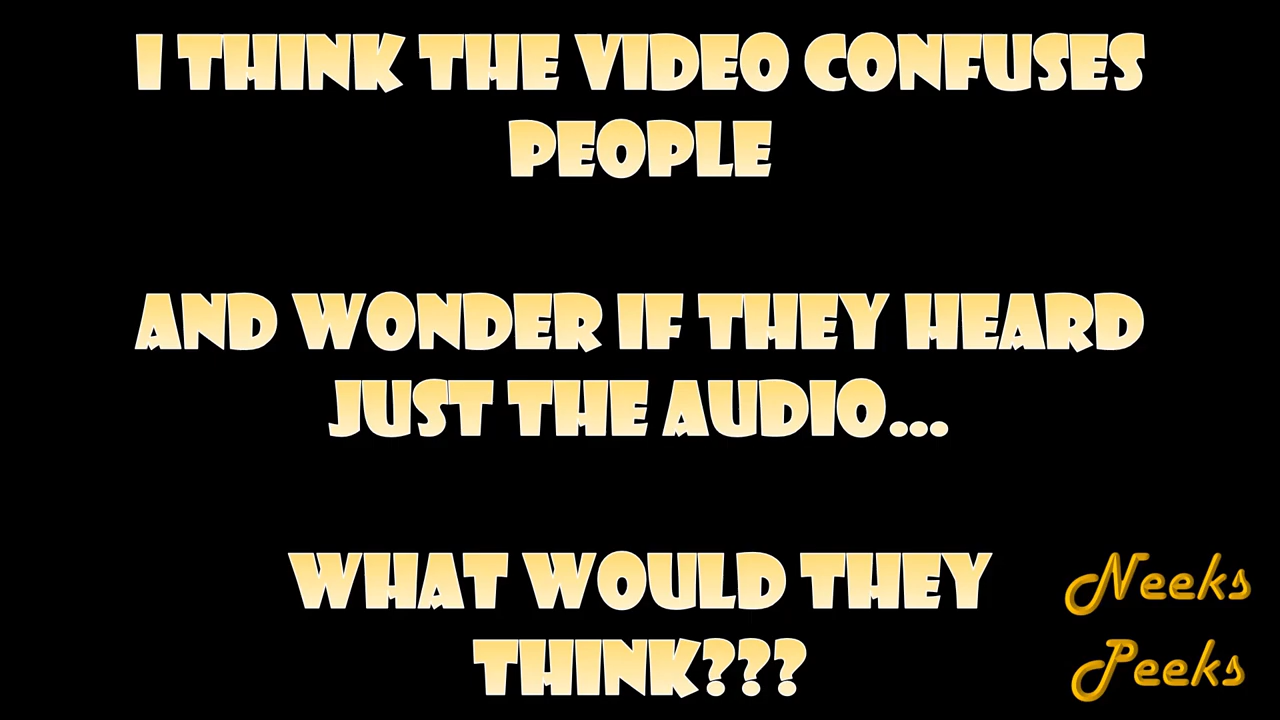 I THINK THE VIDEO CONFUSES
PEOPLE
AND WONDER IF THEY HEARD
JUST THE AUDIO...
WHAT WOULD THEY
THINK???
Neeks
Peeks